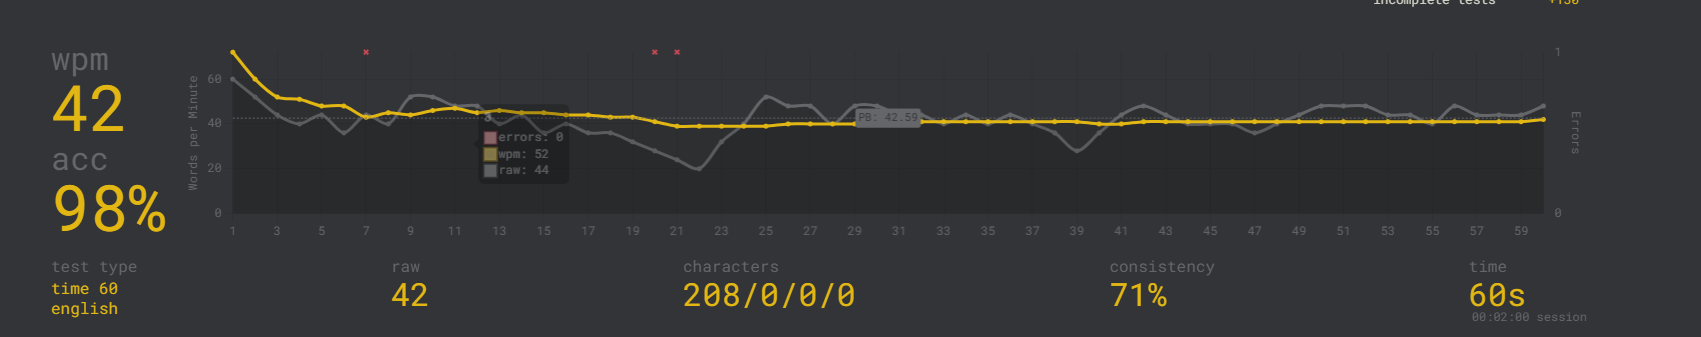 incomplete tests +150
wpm
42
acc
98%
Words per Minute
60
40
20
0
1
0
Errors
PB: 42.59
3
errors: 0
wpm: 52
raw: 44
1 3 5 7 9 11 13 15 17 19 21 23 25 27 29 31 33 35 37 39 41 43 45 47 49 51 53 55 57 59
test type
time 60
english
raw
42
characters
208/0/0/0
consistency
71%
time
60s
00:02:00 session